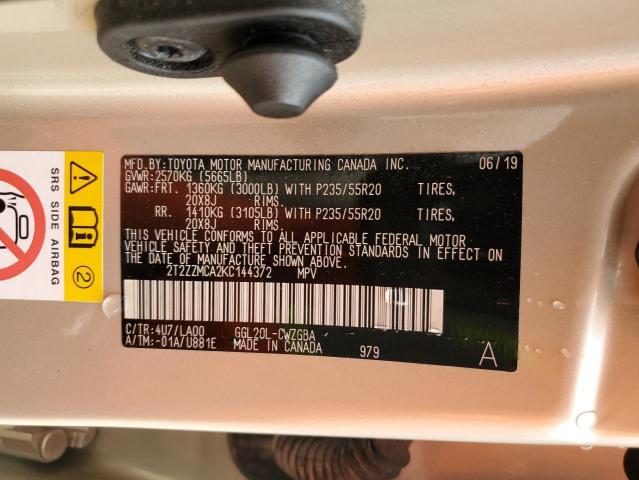 SRS SIDE AIRBAG
2
MFD.BY:TOYOTA MOTOR MANUFACTURING CANADA INC. 06/19
GVWR:2570KG (5665LB)
GAWR:FRT. 1360KG (3000LB) WITH P235/55R20 TIRES,
20X8J RIMS,
RR. 1410KG (3105LB) WITH P235/55R20 TIRES,
20X8J RIMS.
THIS VEHICLE CONFORMS TO ALL APPLICABLE FEDERAL MOTOR
VEHICLE SAFETY AND THEFT PREVENTION STANDARDS IN EFFECT ON
THE DATE OF MANUFACTURE SHOWN ABOVE.
2T2ZZMCA2KC144372 MPV
C/TR:4U7/LA00 GGL20L-CWZGBA
A/TM:-01A/U881E MADE IN CANADA 979 A